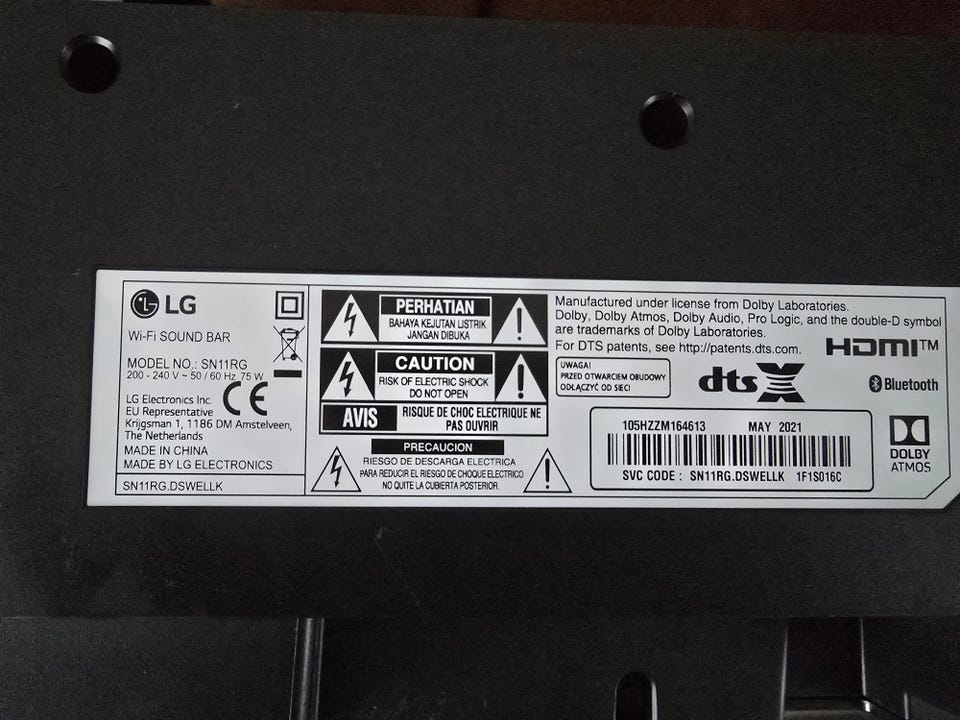 LG
Wi-Fi SOUND BAR
MODEL NO.: SN11RG
200 - 240 V ~ 50 / 60 Hz 75 W
LG Electronics Inc.
EU Representative
Krijgsman 1, 1186 DM Amstelveen,
The Netherlands
CE
MADE IN CHINA
MADE BY LG ELECTRONICS
SN11RG.DSWELLK
PERHATIAN
BAHAYA KEJUTAN LISTRIK
JANGAN DIBUKA
CAUTION
RISK OF ELECTRIC SHOCK
DO NOT OPEN
AVIS
RISQUE DE CHOC ELECTRIQUE NE
PAS OUVRIR
PRECAUCION
RIESGO DE DESCARGA ELECTRICA
PARA REDUCIR EL RIESGO DE CHOQUE ELECTRICO
NO QUITE LA CUBIERTA POSTERIOR.
Manufactured under license from Dolby Laboratories.
Dolby, Dolby Atmos, Dolby Audio, Pro Logic, and the double-D symbol
are trademarks of Dolby Laboratories.
For DTS patents, see http://patents.dts.com.
HDMI™
UWAGA!
PRZED OTWARCIEM OBUDOWY
ODŁĄCZYĆ OD SIECI
dts X
Bluetooth
105HZZM164613 MAY 2021
SVC CODE : SN11RG.DSWELLK 1F1S016C
DOLBY
ATMOS